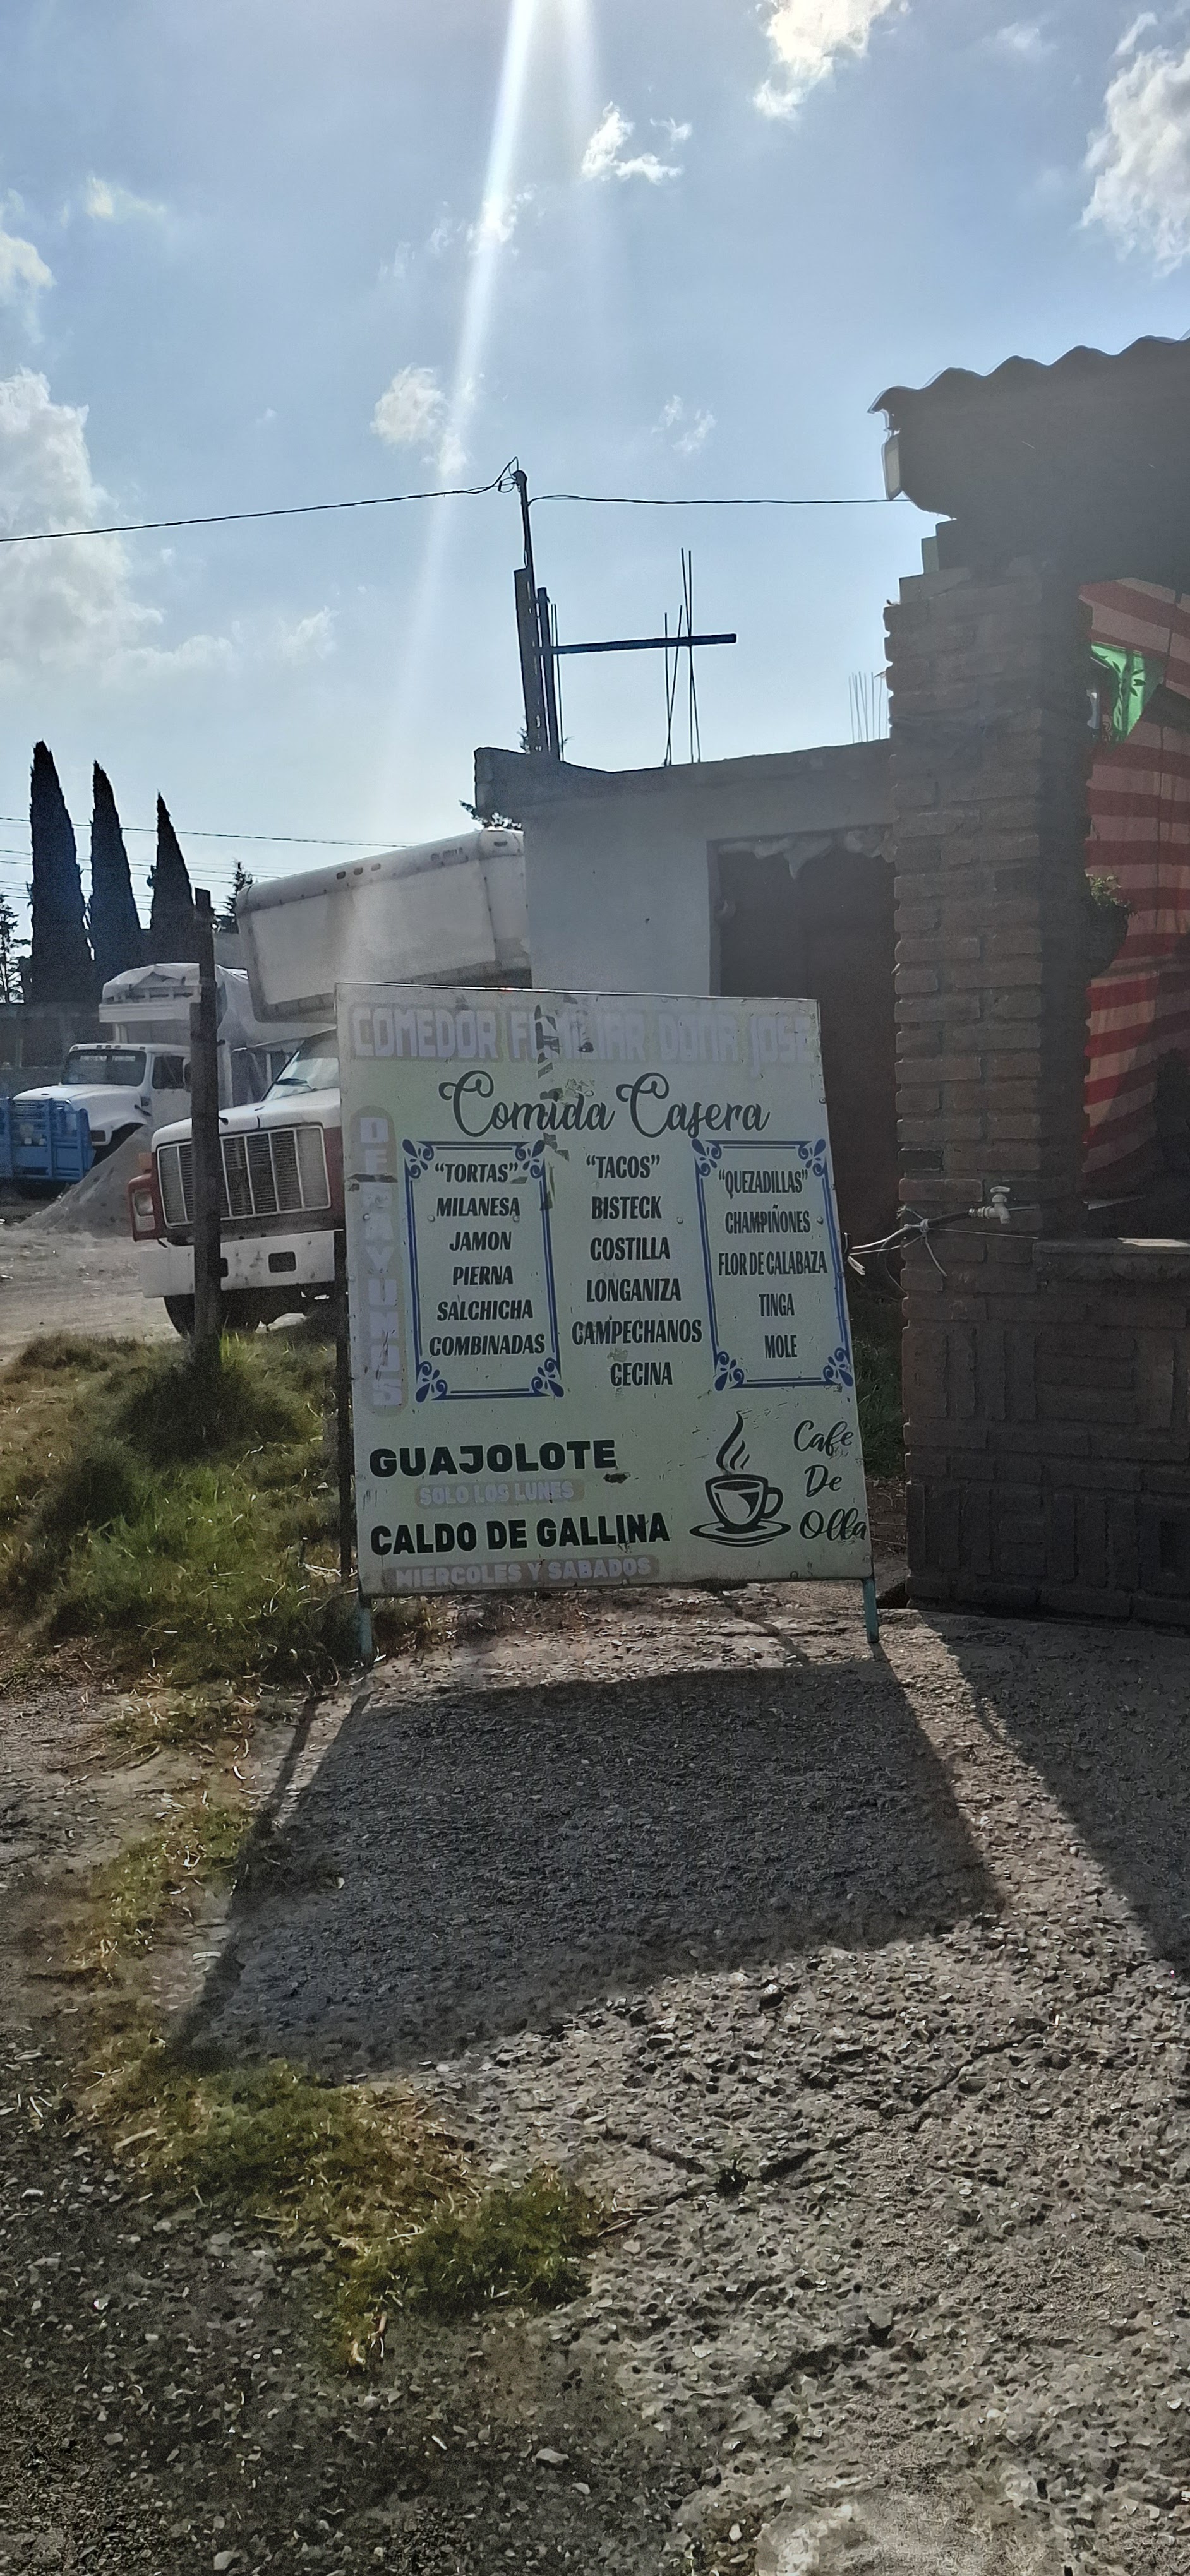 COMEDOR FAMILIAR DOÑA JOSE
Comida Casera
DESAYUNOS
"TORTAS"
MILANESA
JAMON
PIERNA
SALCHICHA
COMBINADAS
"TACOS"
BISTECK
COSTILLA
LONGANIZA
CAMPECHANOS
CECINA
"QUEZADILLAS"
CHAMPIÑONES
FLOR DE CALABAZA
TINGA
MOLE
GUAJOLOTE
SOLO LOS LUNES
CALDO DE GALLINA
MIERCOLES Y SABADOS
Cafe
De
Olla